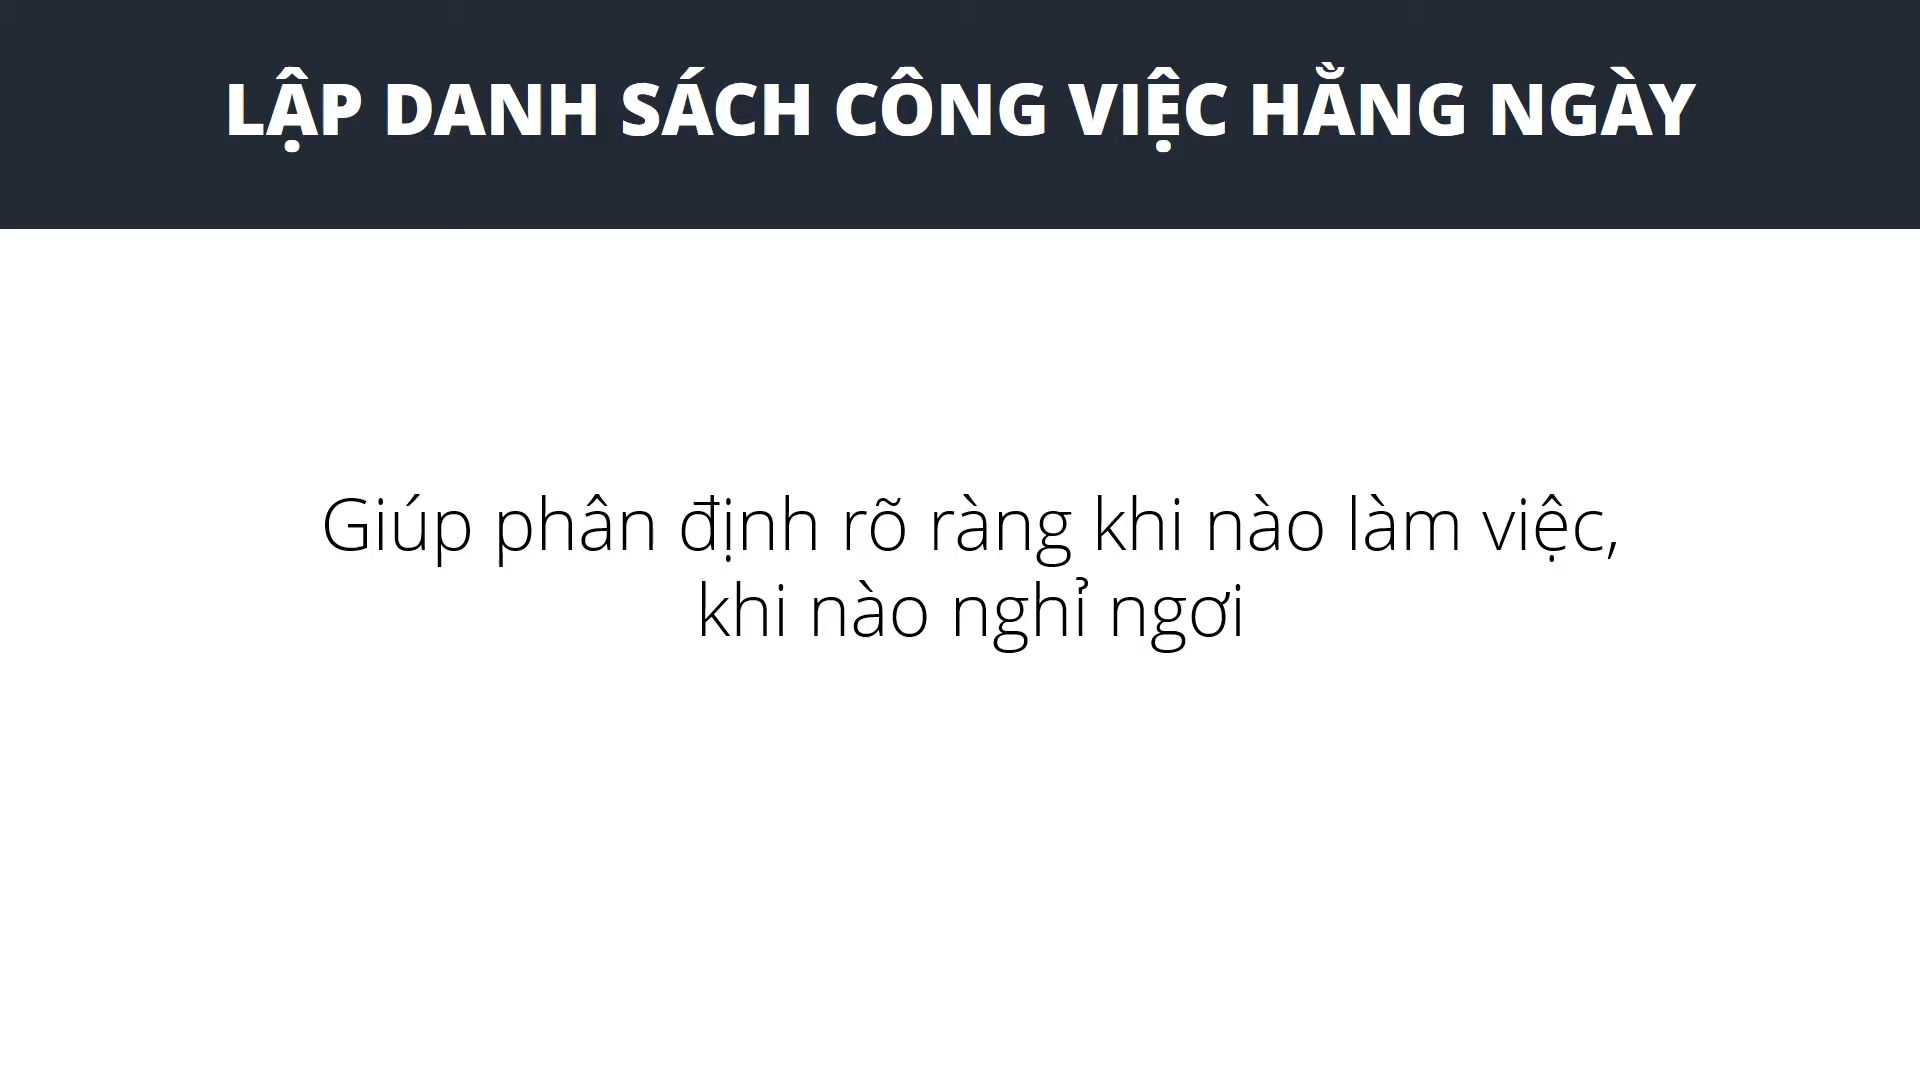 LẬP DANH SÁCH CÔNG VIỆC HẰNG NGÀY
Giúp phân định rõ ràng khi nào làm việc,
khi nào nghỉ ngơi